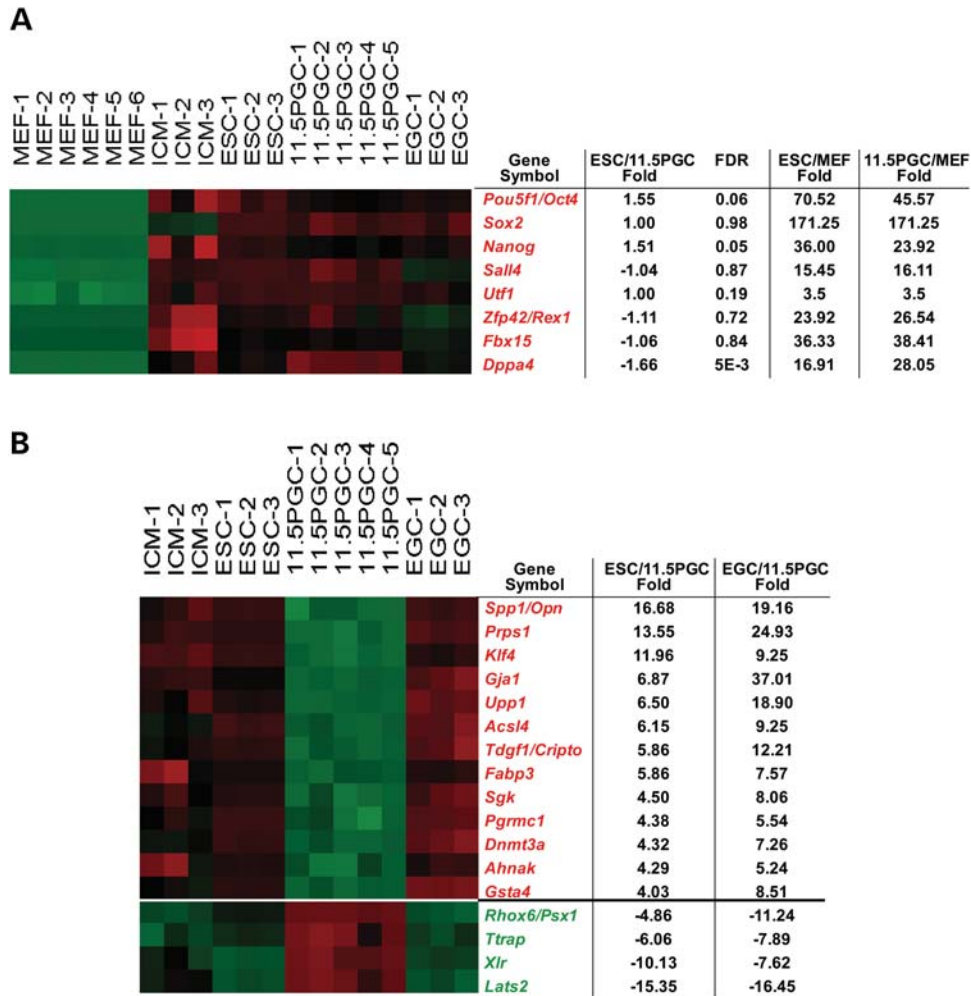 A
MEF-1 MEF-2 MEF-3 MEF-4 MEF-5 MEF-6 ICM-1 ICM-2 ICM-3 ESC-1 ESC-2 ESC-3 11.5PGC-1 11.5PGC-2 11.5PGC-3 11.5PGC-4 11.5PGC-5 EGC-1 EGC-2 EGC-3
Gene ESC/11.5PGC FDR ESC/MEF 11.5PGC/MEF
Symbol Fold Fold Fold
Pou5f1/Oct4 1.55 0.06 70.52 45.57
Sox2 1.00 0.98 171.25 171.25
Nanog 1.51 0.05 36.00 23.92
Sall4 -1.04 0.87 15.45 16.11
Utf1 1.00 0.19 3.5 3.5
Zfp42/Rex1 -1.11 0.72 23.92 26.54
Fbx15 -1.06 0.84 36.33 38.41
Dppa4 -1.66 5E-3 16.91 28.05
B
ICM-1 ICM-2 ICM-3 ESC-1 ESC-2 ESC-3 11.5PGC-1 11.5PGC-2 11.5PGC-3 11.5PGC-4 11.5PGC-5 EGC-1 EGC-2 EGC-3
Gene ESC/11.5PGC EGC/11.5PGC
Symbol Fold Fold
Spp1/Opn 16.68 19.16
Prps1 13.55 24.93
Klf4 11.96 9.25
Gja1 6.87 37.01
Upp1 6.50 18.90
Acsl4 6.15 9.25
Tdgf1/Cripto 5.86 12.21
Fabp3 5.86 7.57
Sgk 4.50 8.06
Pgrmc1 4.38 5.54
Dnmt3a 4.32 7.26
Ahnak 4.29 5.24
Gsta4 4.03 8.51
Rhox6/Psx1 -4.86 -11.24
Ttrap -6.06 -7.89
Xlr -10.13 -7.62
Lats2 -15.35 -16.45